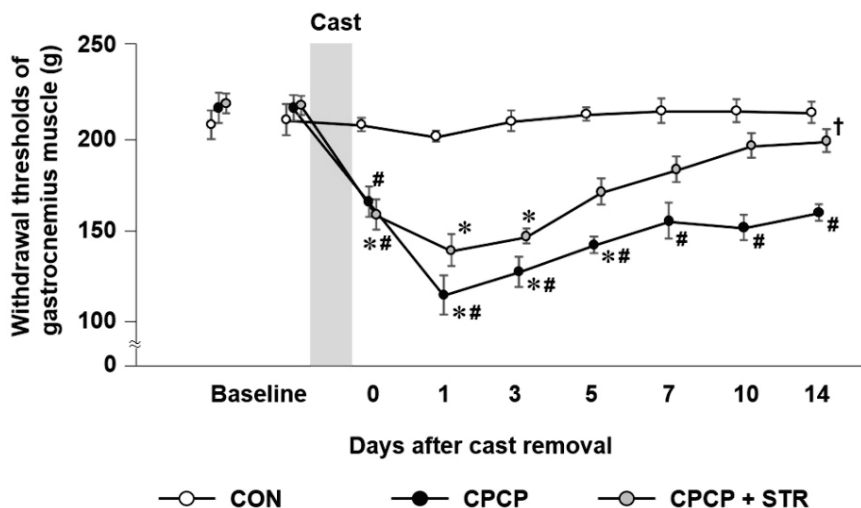 Cast
Withdrawal thresholds of
gastrocnemius muscle (g)
250
200
150
100
0
†
#
*#
*
*
*#
*#
*#
#
#
#
Baseline 0 1 3 5 7 10 14
Days after cast removal
CON CPCP CPCP + STR